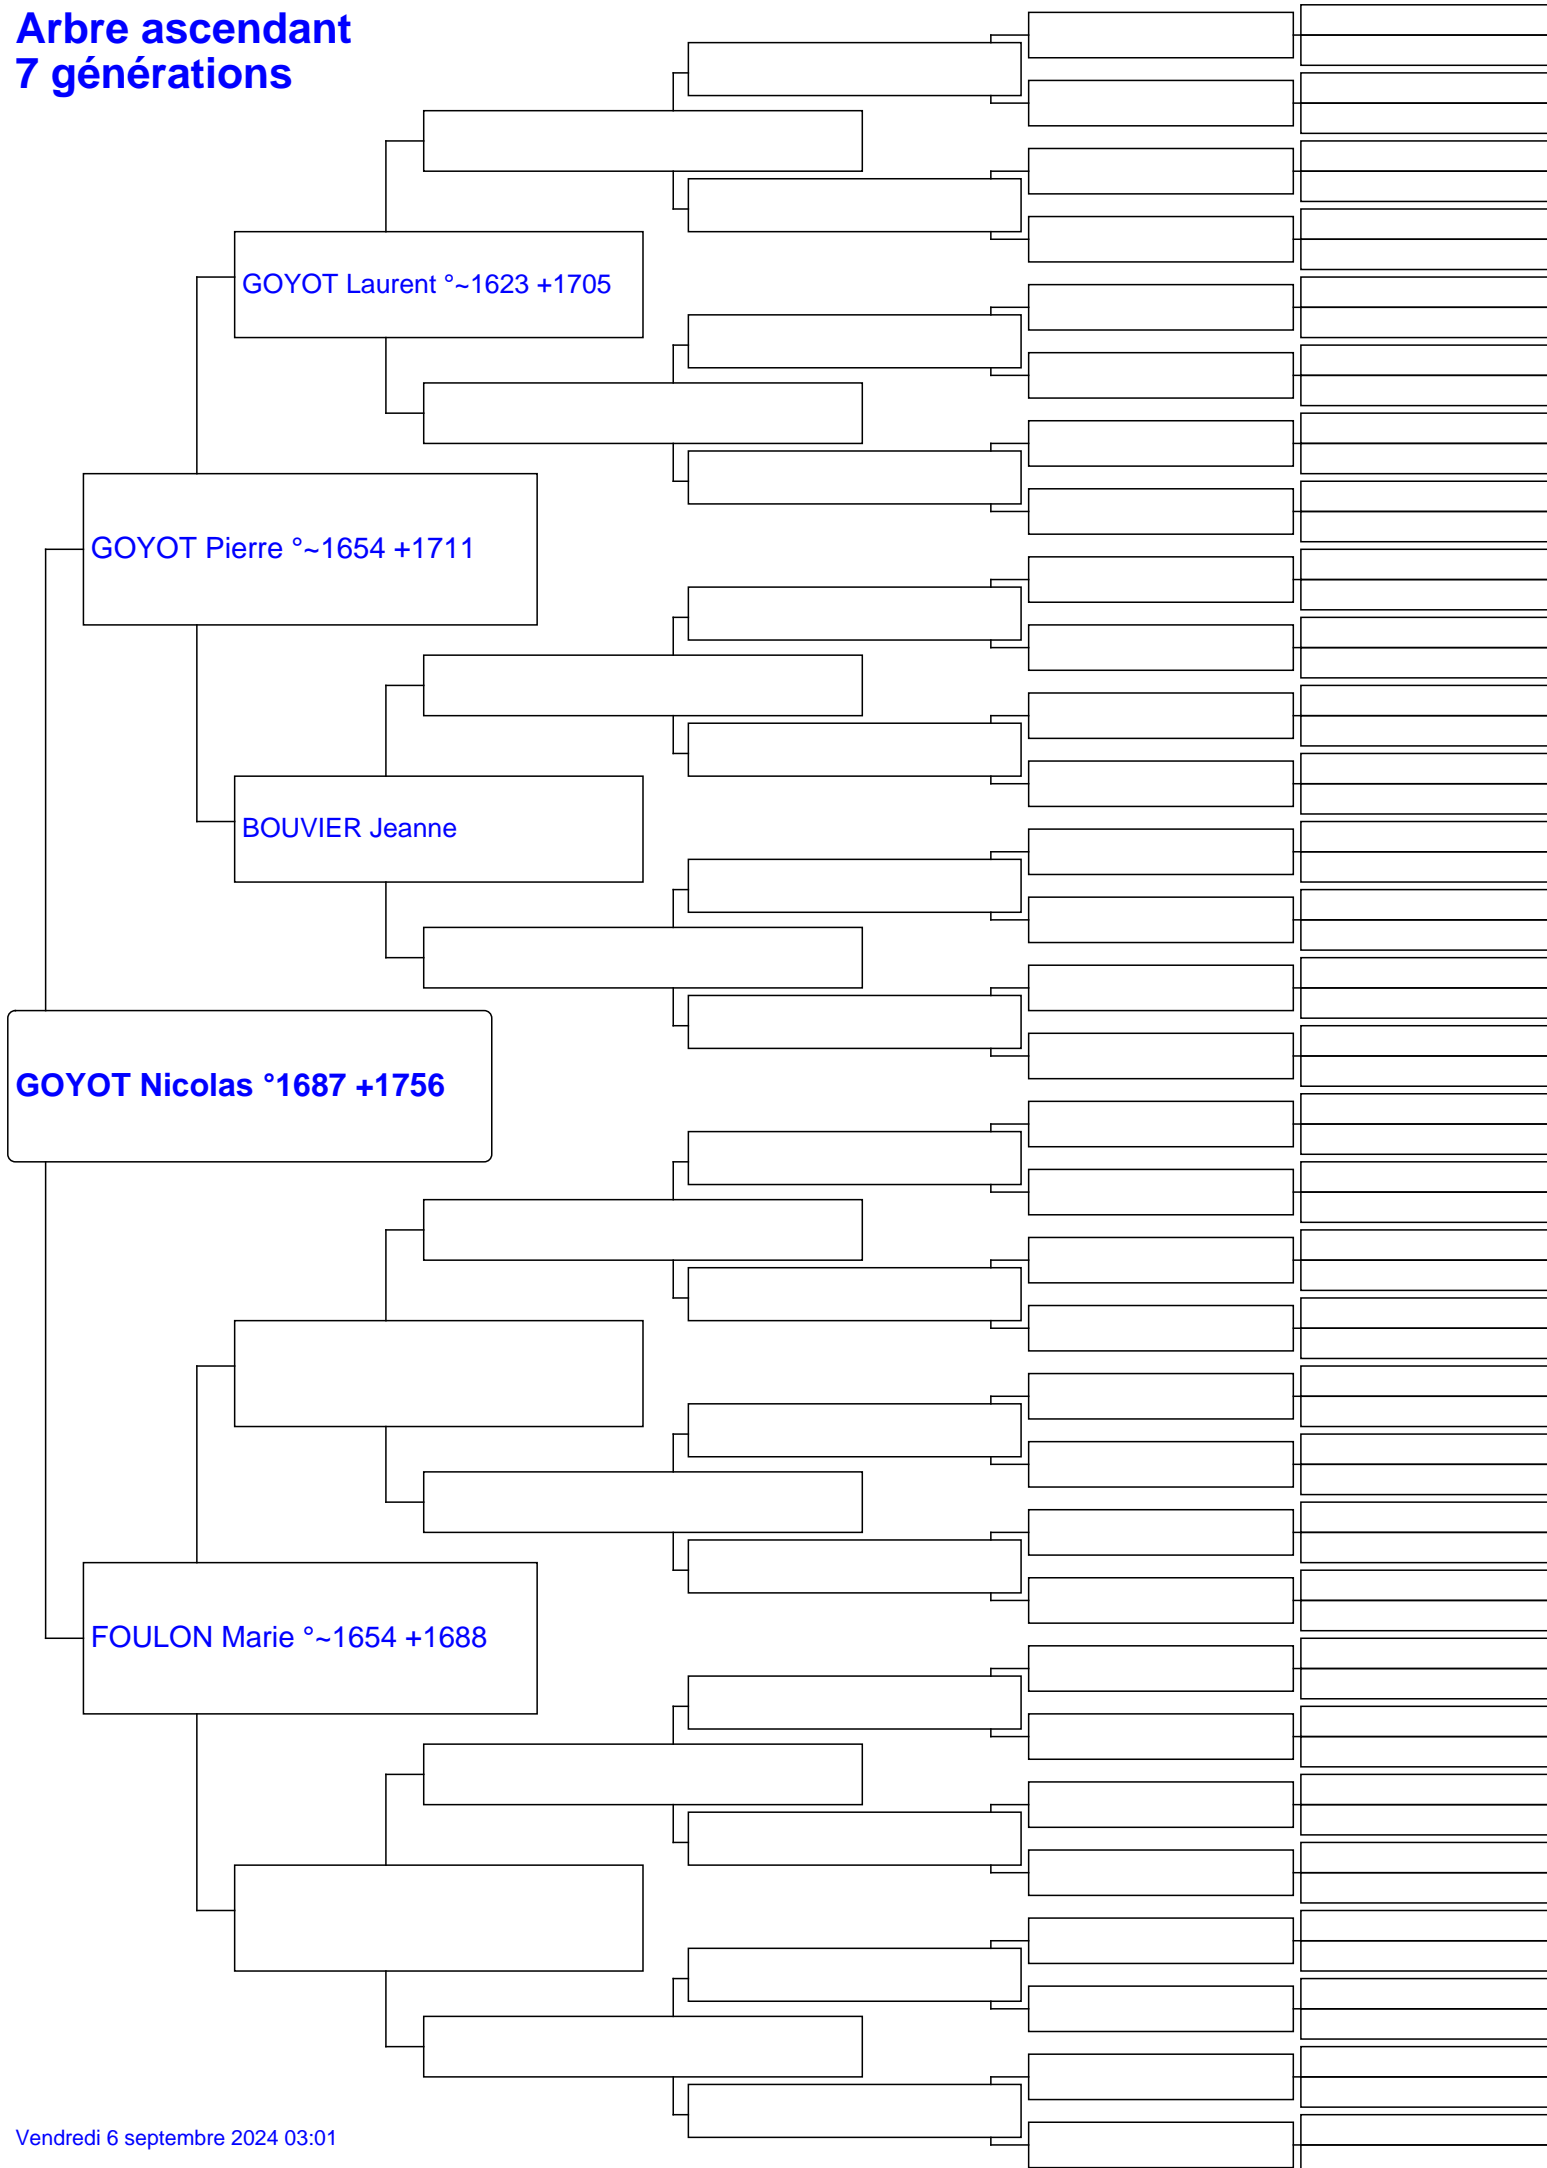 Arbre ascendant
7 générations
GOYOT Laurent °~1623 +1705
GOYOT Pierre °~1654 +1711
BOUVIER Jeanne
GOYOT Nicolas °1687 +1756
FOULON Marie °~1654 +1688
Vendredi 6 septembre 2024 03:01